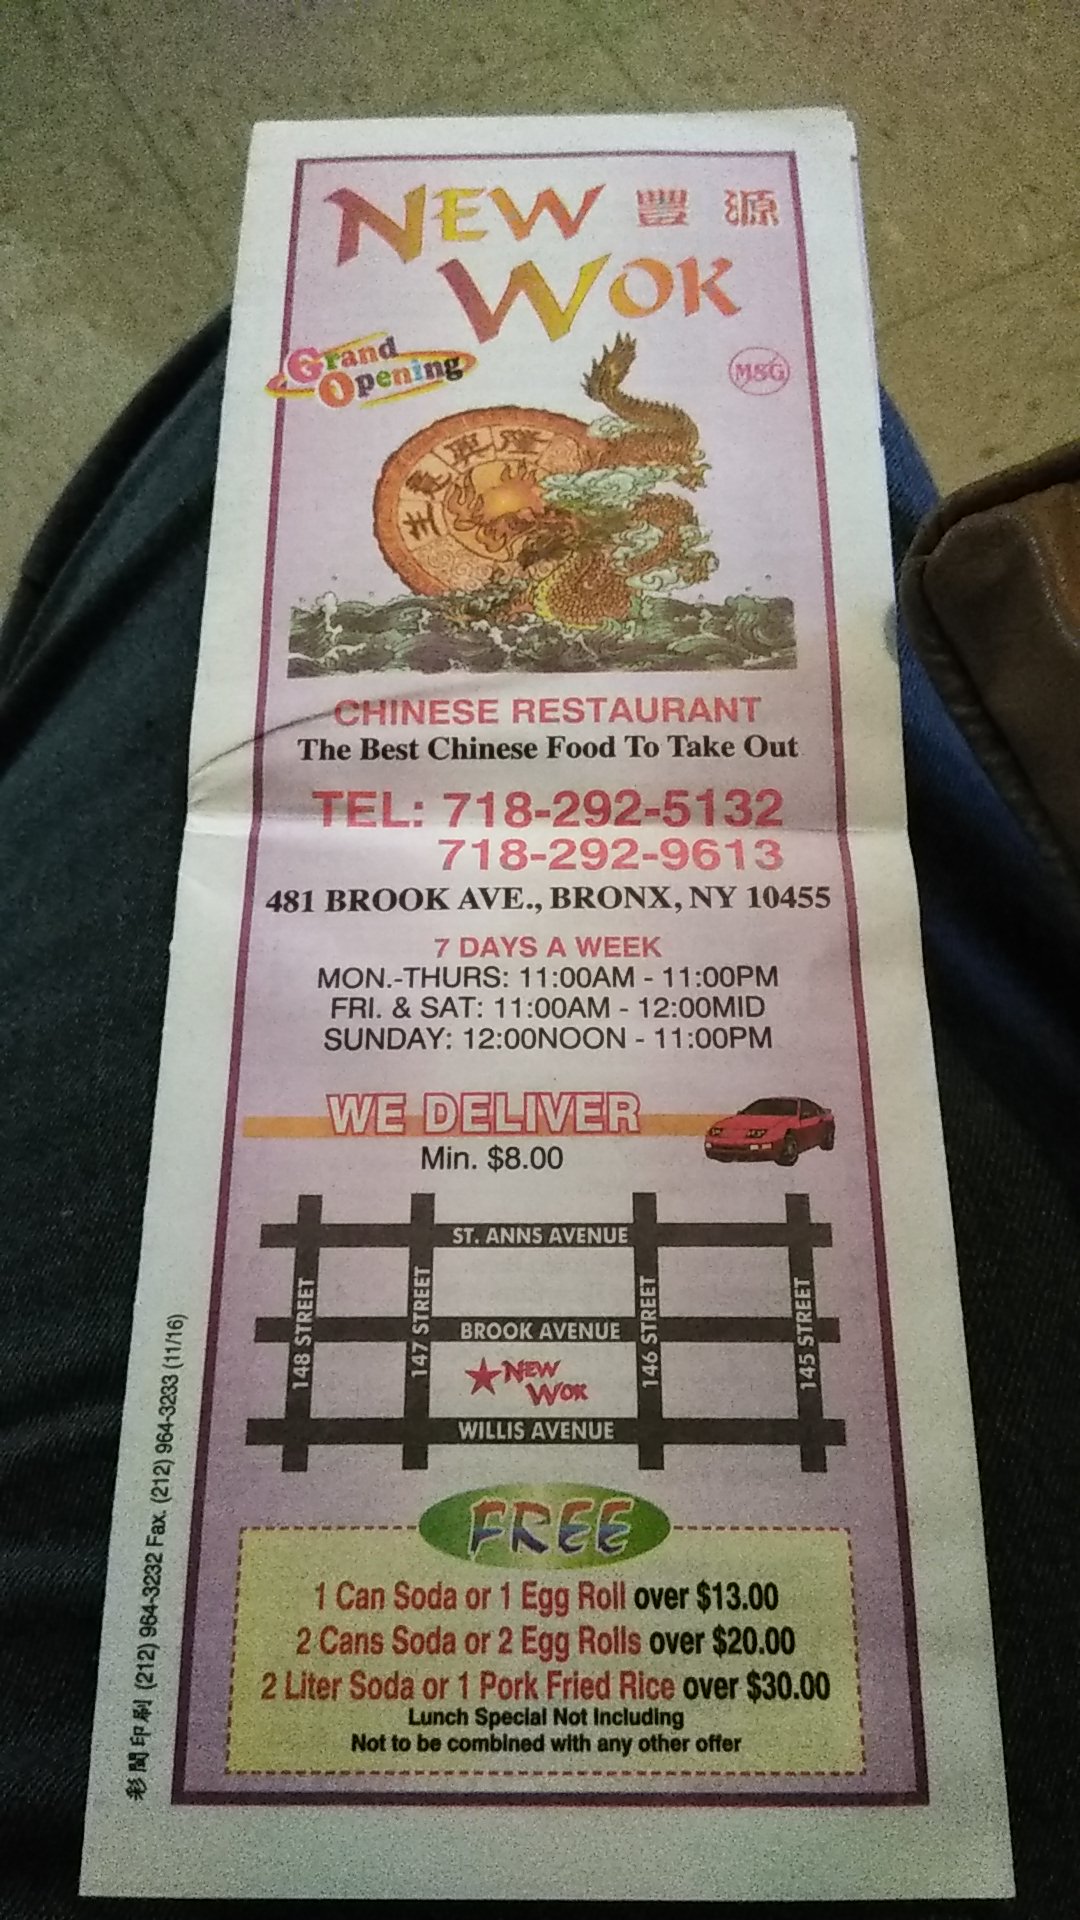 NEW 豐 源
WOK
Grand
Opening
MSG
CHINESE RESTAURANT
The Best Chinese Food To Take Out
TEL: 718-292-5132
718-292-9613
481 BROOK AVE., BRONX, NY 10455
7 DAYS A WEEK
MON.-THURS: 11:00AM - 11:00PM
FRI. & SAT: 11:00AM - 12:00MID
SUNDAY: 12:00NOON - 11:00PM
WE DELIVER
Min. $8.00
ST. ANNS AVENUE
148 STREET
147 STREET
146 STREET
145 STREET
BROOK AVENUE
NEW
WOK
WILLIS AVENUE
FREE
1 Can Soda or 1 Egg Roll over $13.00
2 Cans Soda or 2 Egg Rolls over $20.00
2 Liter Soda or 1 Pork Fried Rice over $30.00
Lunch Special Not Including
Not to be combined with any other offer
印刷 (212) 964-3232 Fax. (212) 964-3233 (11/16)